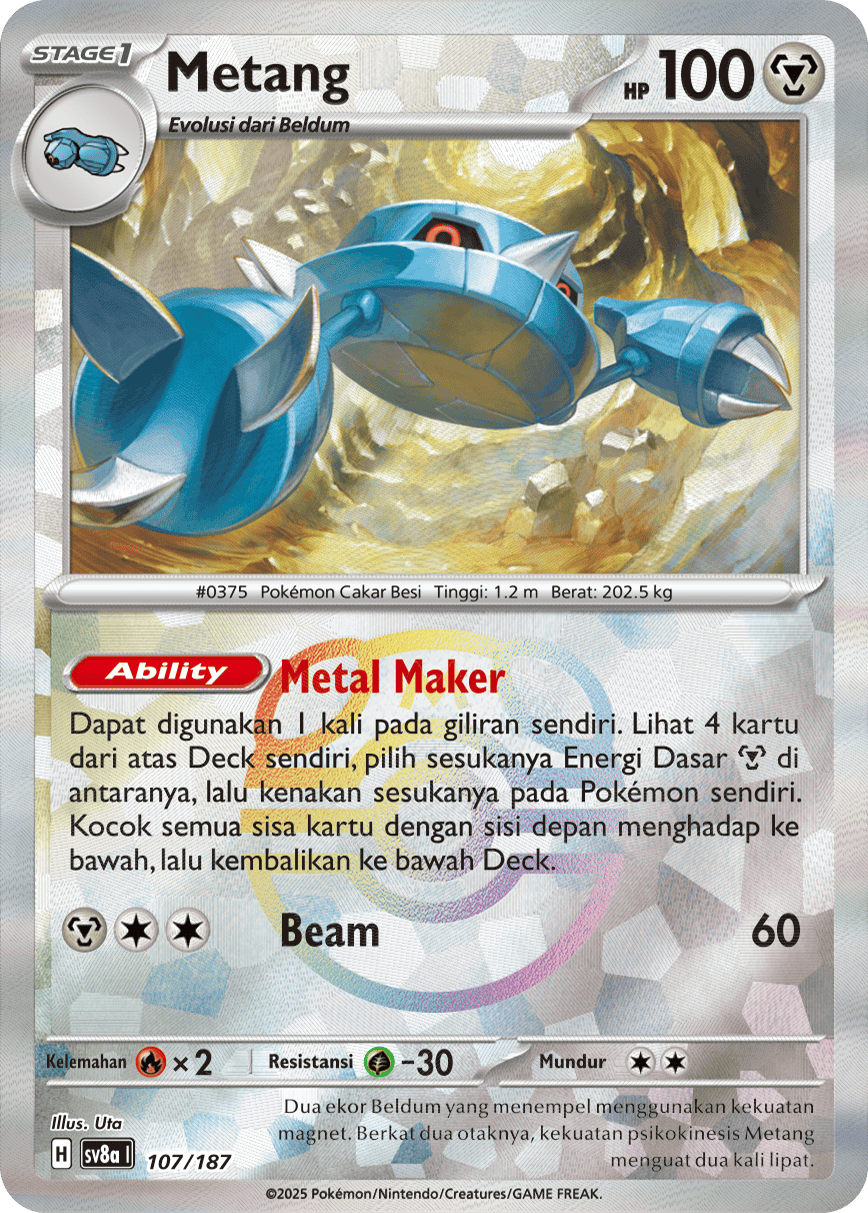 STAGE1
Metang
HP 100
Evolusi dari Beldum
#0375 Pokémon Cakar Besi Tinggi: 1.2 m Berat: 202.5 kg
Ability Metal Maker
Dapat digunakan 1 kali pada giliran sendiri. Lihat 4 kartu
dari atas Deck sendiri, pilih sesukanya Energi Dasar di
antaranya, lalu kenakan sesukanya pada Pokémon sendiri.
Kocok semua sisa kartu dengan sisi depan menghadap ke
bawah, lalu kembalikan ke bawah Deck.
Beam 60
Kelemahan ×2 Resistansi -30 Mundur
Illus. Uta
H sv8a I 107/187
Dua ekor Beldum yang menempel menggunakan kekuatan
magnet. Berkat dua otaknya, kekuatan psikokinesis Metang
menguat dua kali lipat.
©2025 Pokémon/Nintendo/Creatures/GAME FREAK.